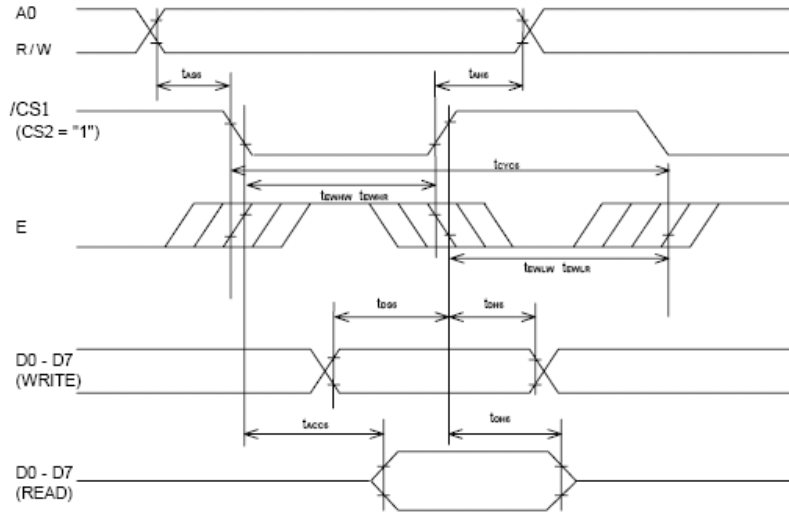 A0
R/W
tAS6
tAH6
/CS1
(CS2 = "1")
tCYC6
tEWHW tEWHR
E
tEWLW tEWLR
tDS6
tDH6
D0 - D7
(WRITE)
tACC6
tOH6
D0 - D7
(READ)